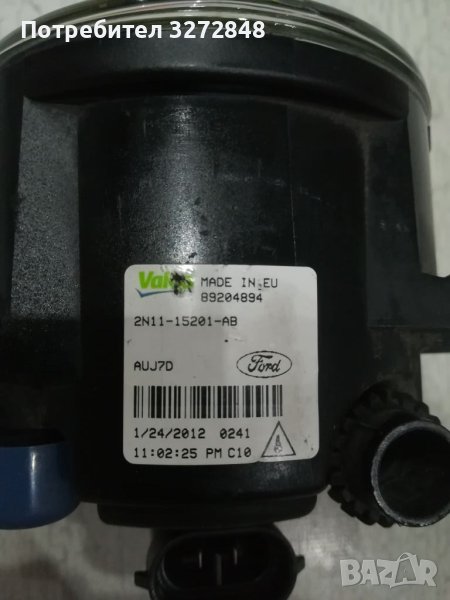 Потребител 3272848
Valeo MADE IN EU
89204894
2N11-15201-AB
AUJ7D Ford
1/24/2012 0241
11:02:25 PM C10
BAZAR